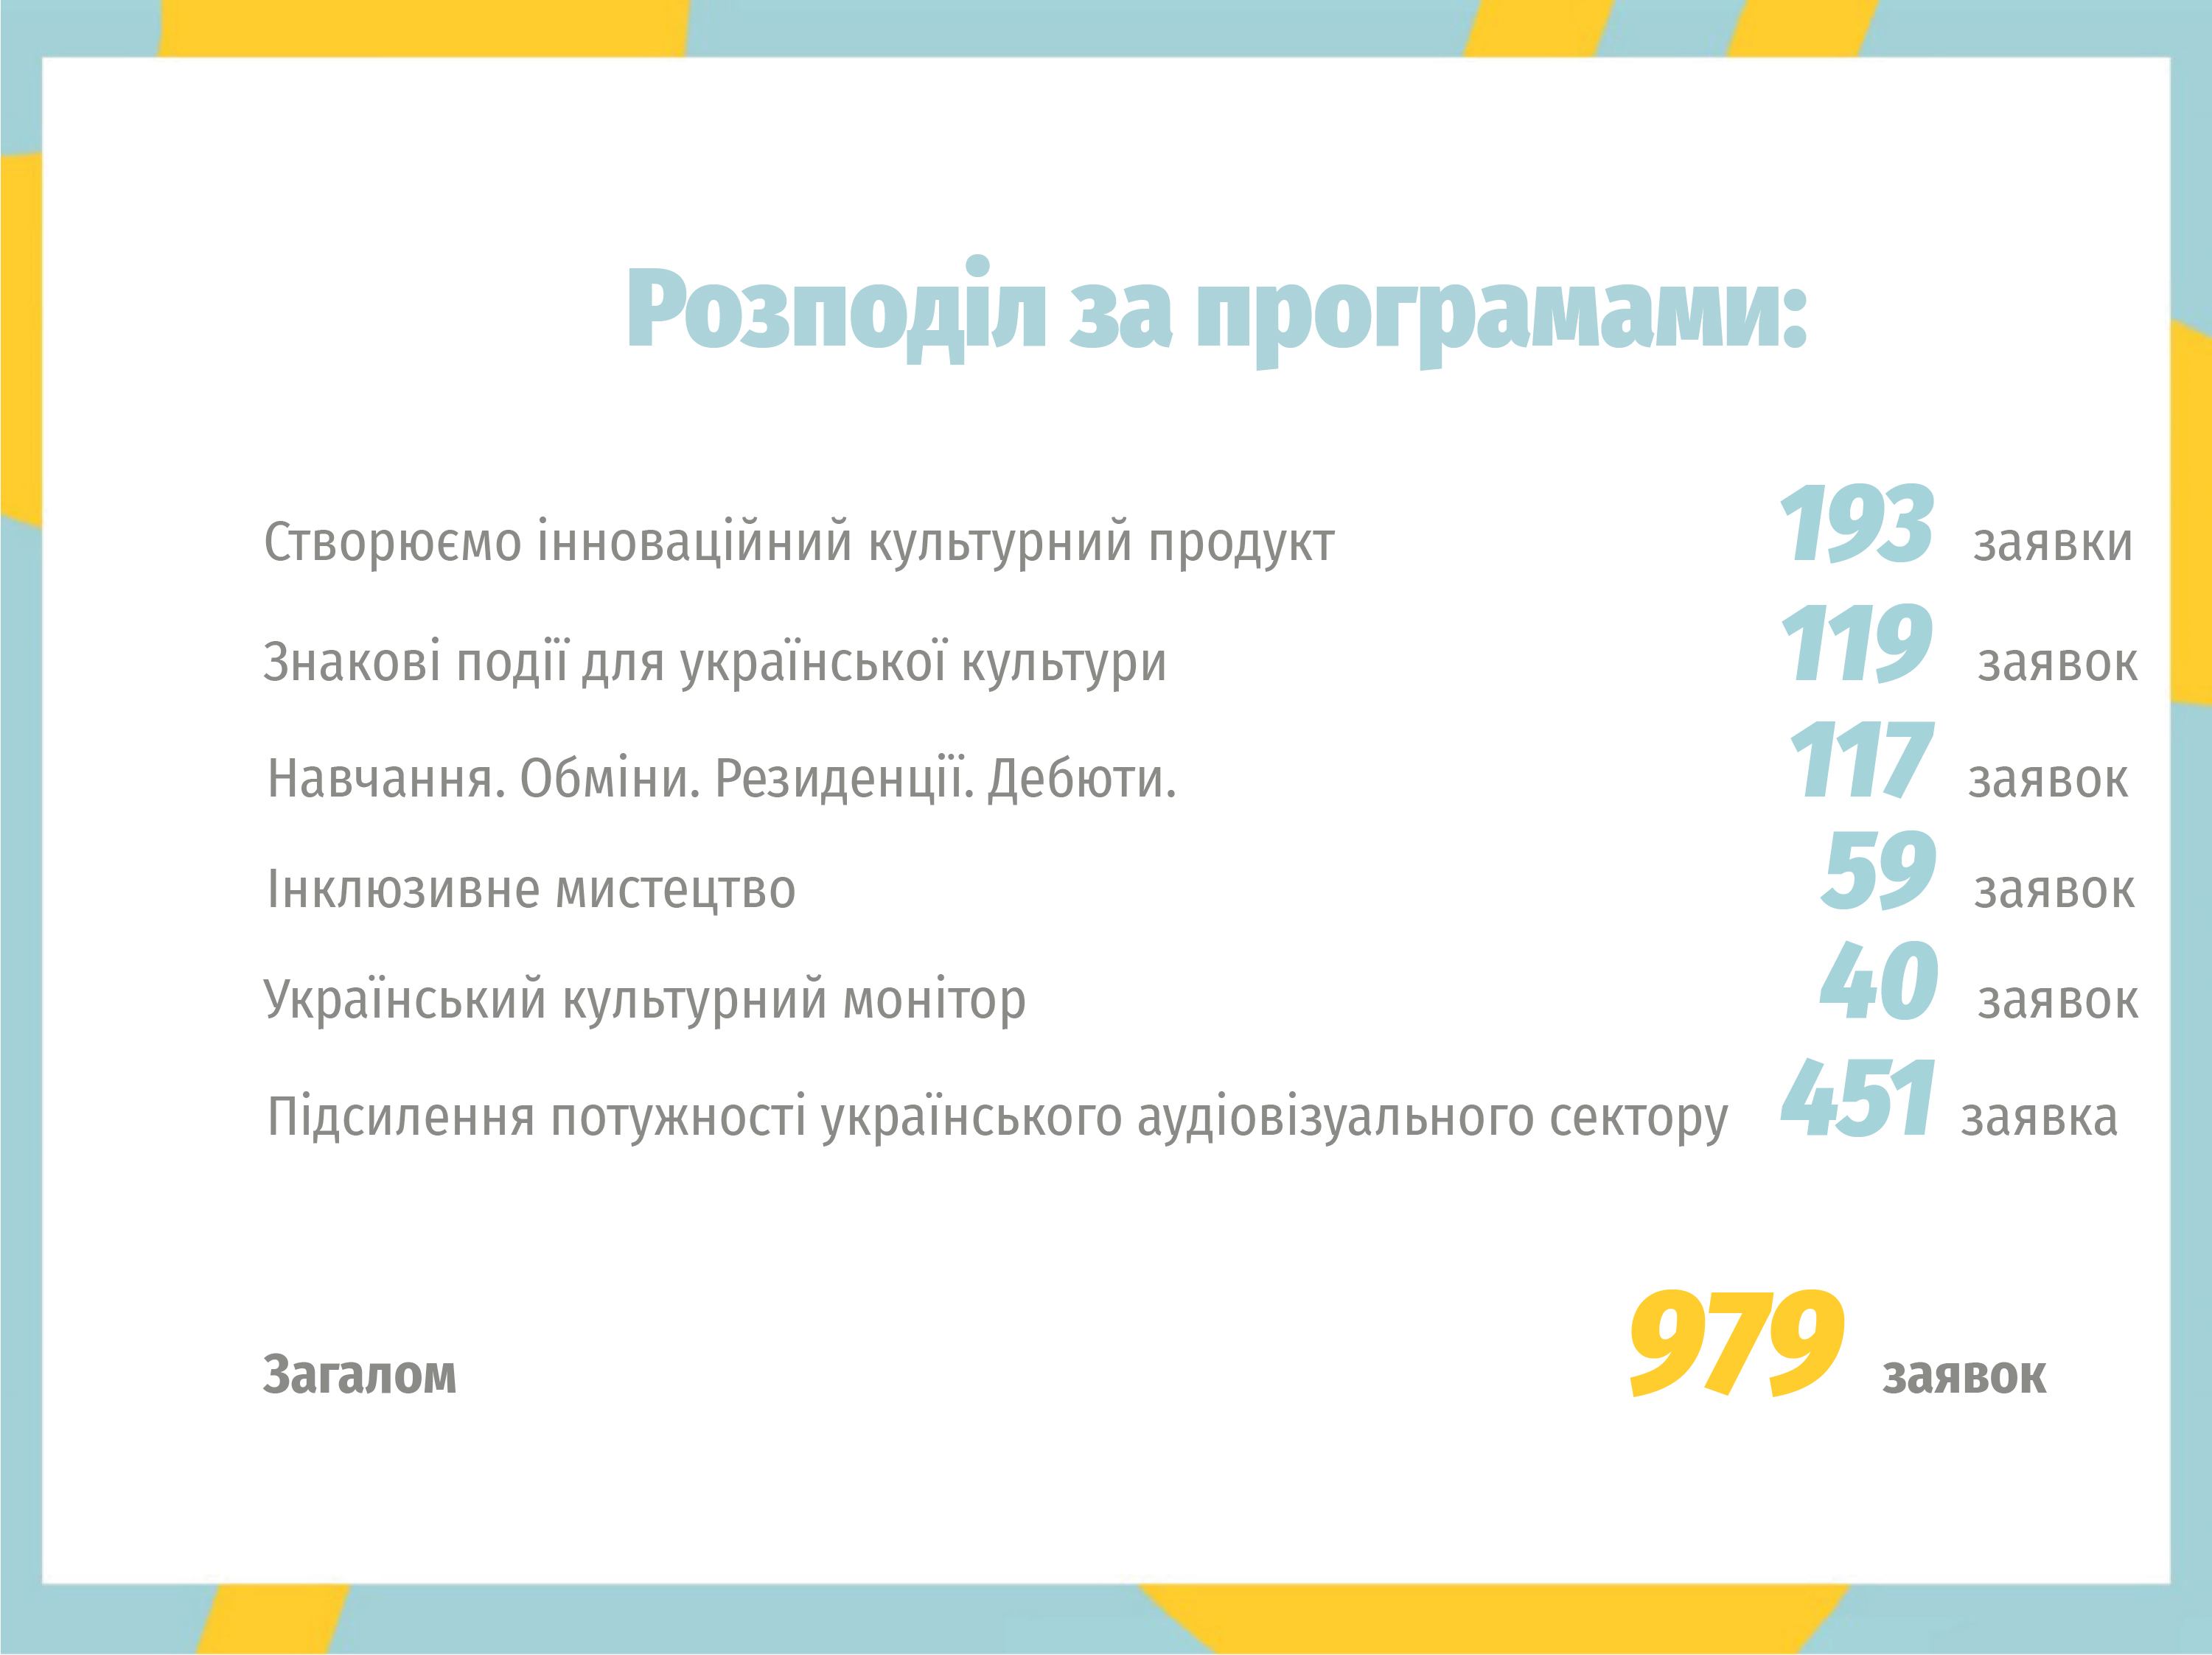 Розподіл за програмами:
Створюємо інноваційний культурний продукт 193 заявки
Знакові події для української культури 119 заявок
Навчання. Обміни. Резиденції. Дебюти. 117 заявок
Інклюзивне мистецтво 59 заявок
Український культурний монітор 40 заявок
Підсилення потужності українського аудіовізуального сектору 451 заявка
Загалом 979 заявок